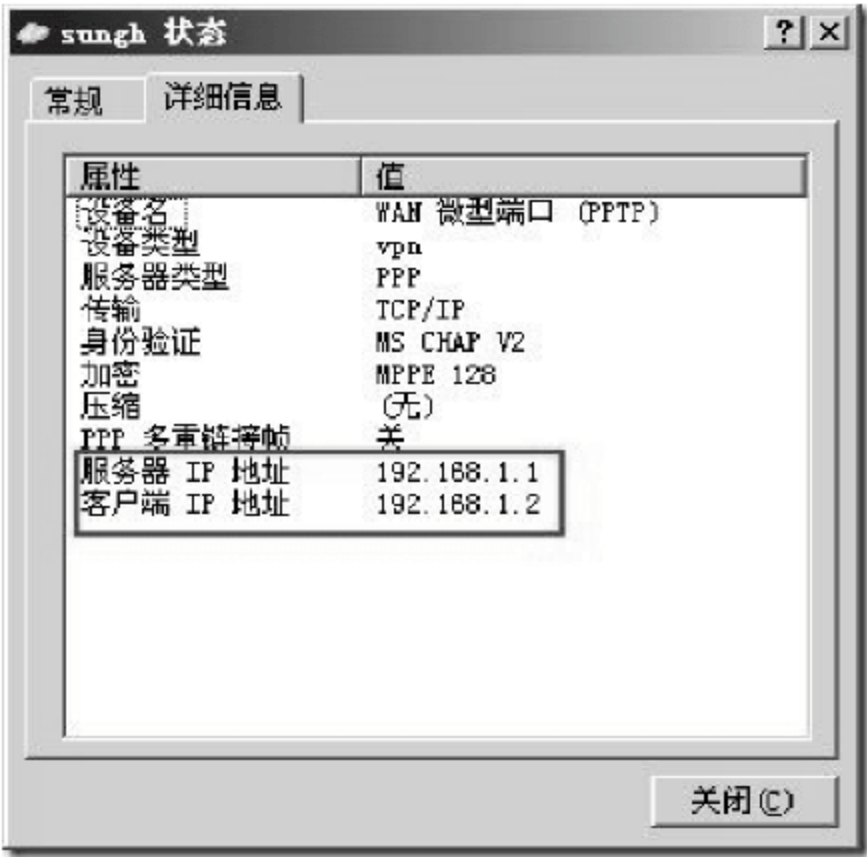 sungh 状态
常规 详细信息
属性 值
设备名 WAN 微型端口 (PPTP)
设备类型 vpn
服务器类型 PPP
传输 TCP/IP
身份验证 MS CHAP V2
加密 MPPE 128
压缩 (无)
PPP 多重链接帧 关
服务器 IP 地址 192.168.1.1
客户端 IP 地址 192.168.1.2
关闭(C)